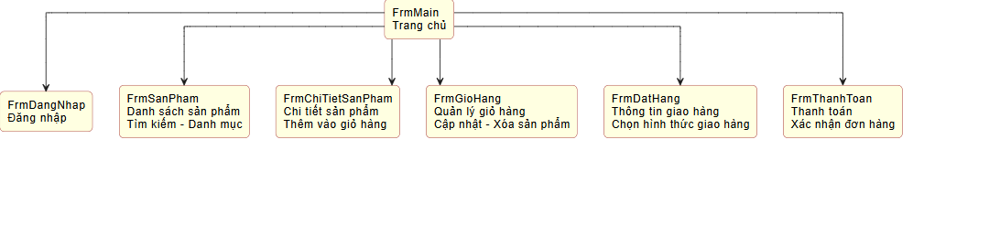 FrmMain
Trang chủ
FrmDangNhap
Đăng nhập
FrmSanPham
Danh sách sản phẩm
Tìm kiếm - Danh mục
FrmChiTietSanPham
Chi tiết sản phẩm
Thêm vào giỏ hàng
FrmGioHang
Quản lý giỏ hàng
Cập nhật - Xóa sản phẩm
FrmDatHang
Thông tin giao hàng
Chọn hình thức giao hàng
FrmThanhToan
Thanh toán
Xác nhận đơn hàng